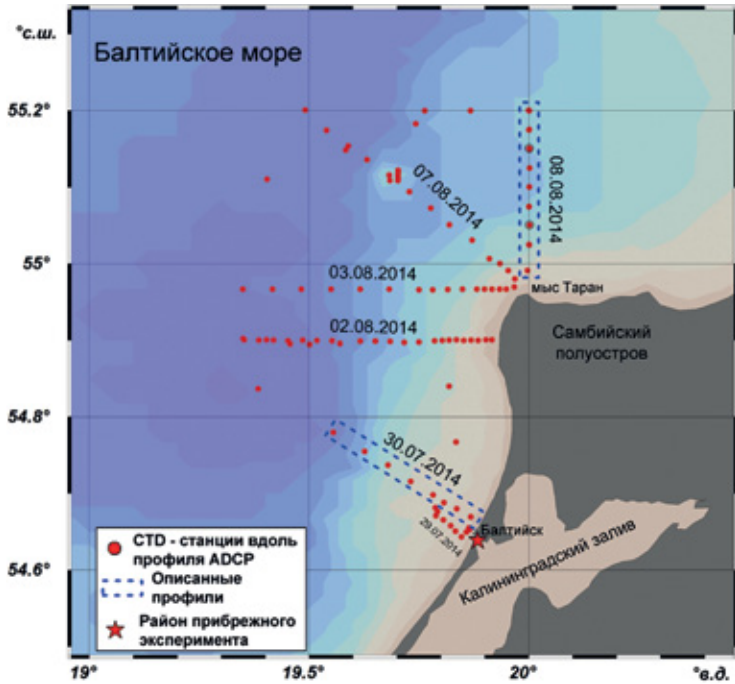 °с.ш.
Балтийское море
55.2°
07.08.2014
08.08.2014
55°
03.08.2014
мыс Таран
02.08.2014
Самбийский
полуостров
54.8°
30.07.2014
29.07.2014
Балтийск
Калининградский залив
54.6°
CTD - станции вдоль
профиля ADCP
Описанные
профили
Район прибрежного
эксперимента
19°
19.5°
20°
°в.д.